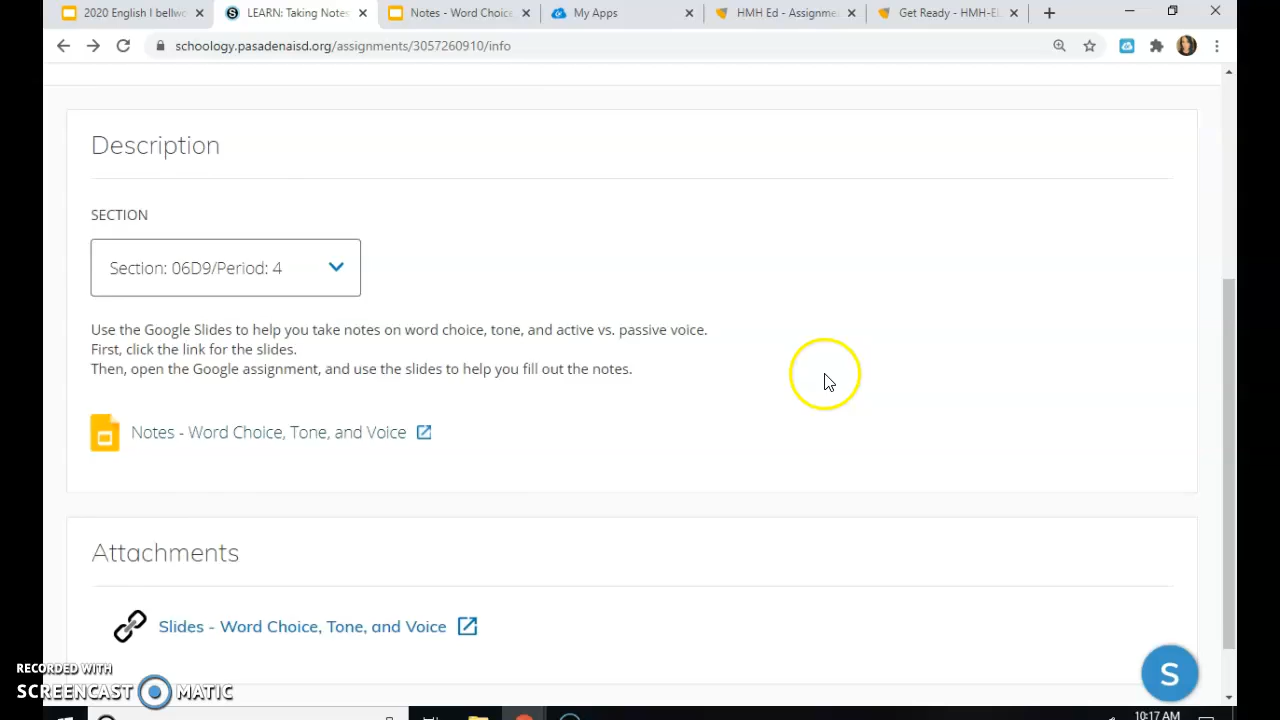 2020 English I bellw
LEARN: Taking Notes
Notes - Word Choice
My Apps
HMH Ed - Assignme
Get Ready - HMH-EL
schoology.pasadenaisd.org/assignments/3057260910/info
Description
SECTION
Section: 06D9/Period: 4
Use the Google Slides to help you take notes on word choice, tone, and active vs. passive voice.
First, click the link for the slides.
Then, open the Google assignment, and use the slides to help you fill out the notes.
Notes - Word Choice, Tone, and Voice
Attachments
Slides - Word Choice, Tone, and Voice
S
RECORDED WITH
SCREENCAST MATIC
10:17 AM